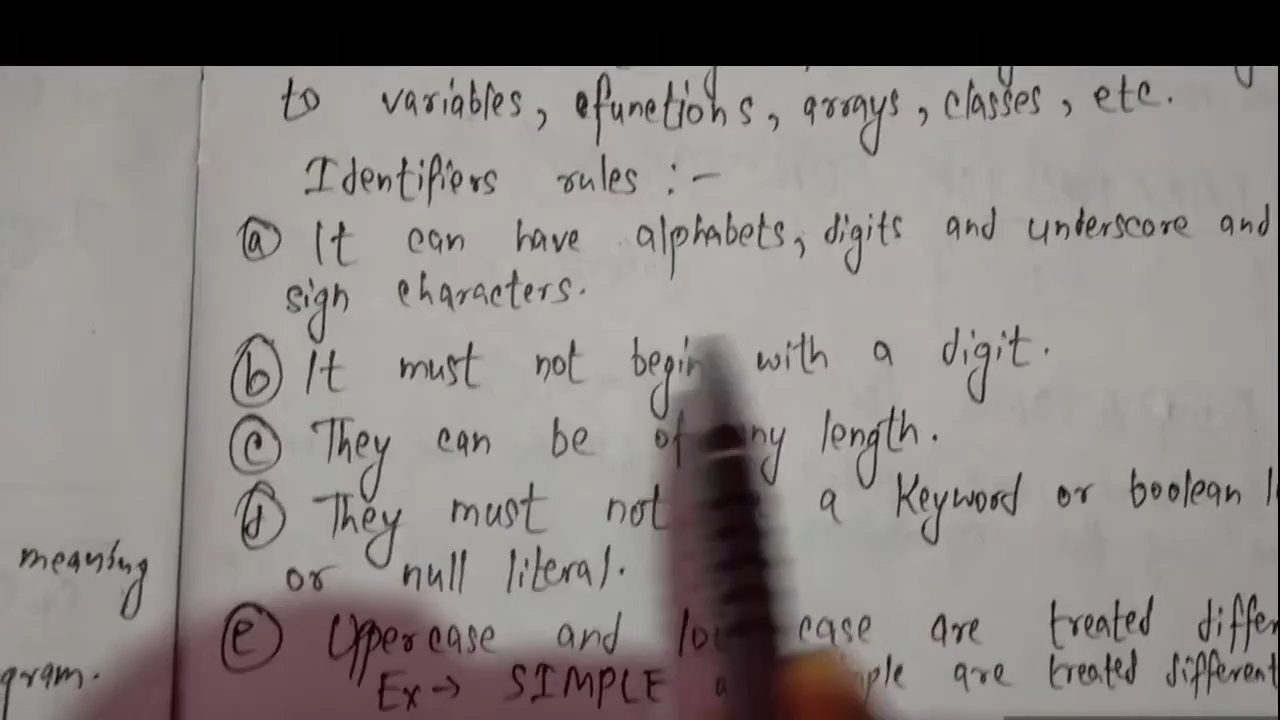 to variables, functions, arrays, classes, etc.
Identifiers rules :-
(a) It can have alphabets, digits and underscore and
sign characters.
(b) It must not begin with a digit.
(c) They can be of any length.
(d) They must not a keyword or boolean
meaning
or null literal.
(e) Uppercase and case are treated
gram.
Ex → SIMPLE are treated